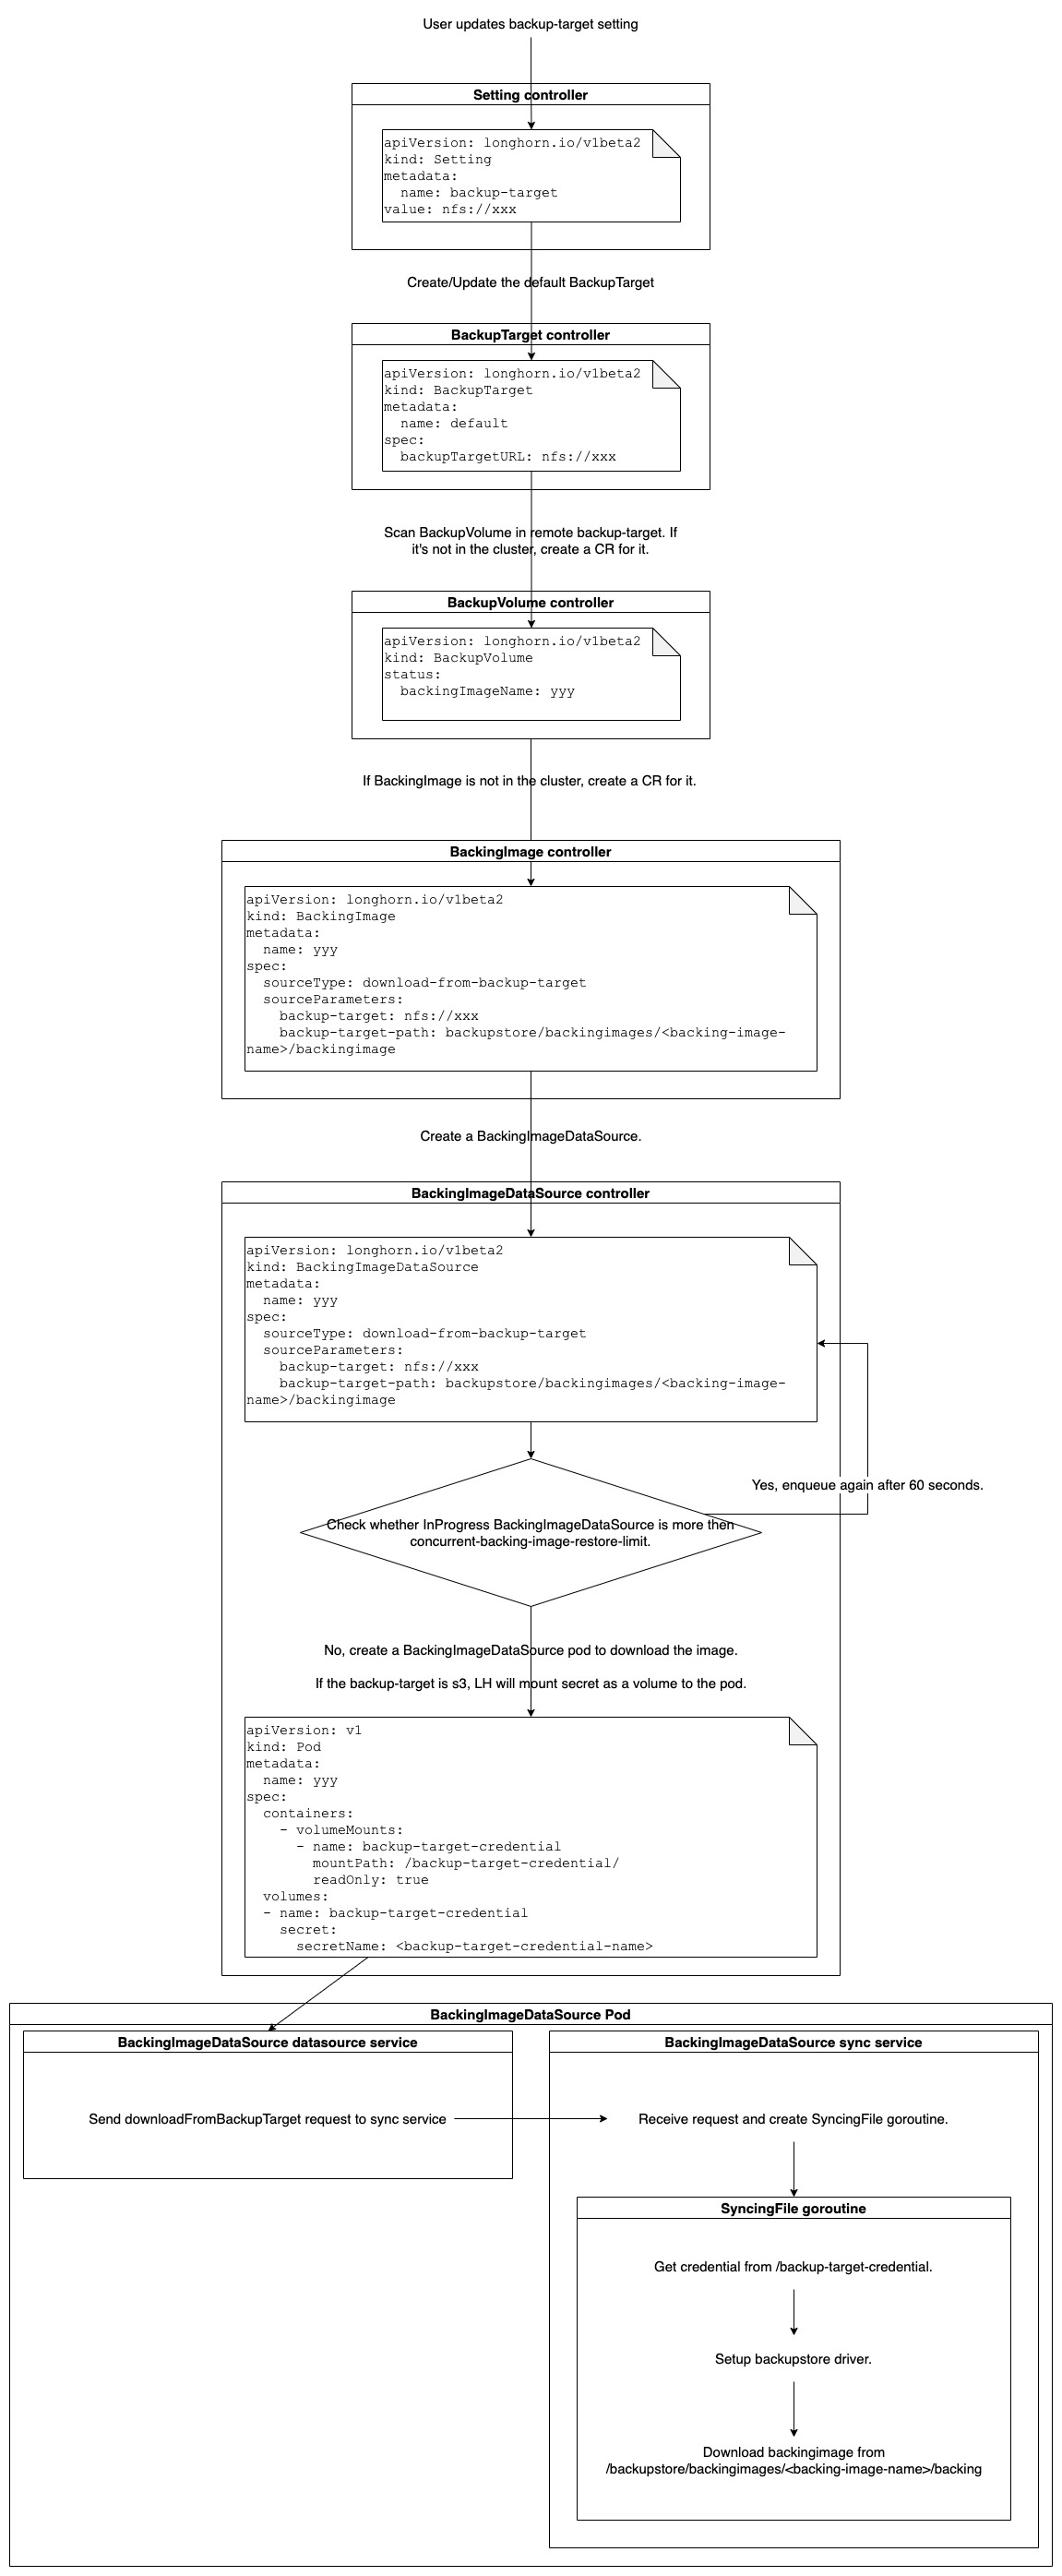 User updates backup-target setting
Setting controller
apiVersion: longhorn.io/v1beta2
kind: Setting
metadata:
  name: backup-target
value: nfs://xxx
Create/Update the default BackupTarget
BackupTarget controller
apiVersion: longhorn.io/v1beta2
kind: BackupTarget
metadata:
  name: default
spec:
  backupTargetURL: nfs://xxx
Scan BackupVolume in remote backup-target. If
it's not in the cluster, create a CR for it.
BackupVolume controller
apiVersion: longhorn.io/v1beta2
kind: BackupVolume
status:
  backingImageName: yyy
If BackingImage is not in the cluster, create a CR for it.
BackingImage controller
apiVersion: longhorn.io/v1beta2
kind: BackingImage
metadata:
  name: yyy
spec:
  sourceType: download-from-backup-target
  sourceParameters:
    backup-target: nfs://xxx
    backup-target-path: backupstore/backingimages/<backing-image-
name>/backingimage
Create a BackingImageDataSource.
BackingImageDataSource controller
apiVersion: longhorn.io/v1beta2
kind: BackingImageDataSource
metadata:
  name: yyy
spec:
  sourceType: download-from-backup-target
  sourceParameters:
    backup-target: nfs://xxx
    backup-target-path: backupstore/backingimages/<backing-image-
name>/backingimage
Yes, enqueue again after 60 seconds.
Check whether InProgress BackingImageDataSource is more then
concurrent-backing-image-restore-limit.
No, create a BackingImageDataSource pod to download the image.
If the backup-target is s3, LH will mount secret as a volume to the pod.
apiVersion: v1
kind: Pod
metadata:
  name: yyy
spec:
  containers:
    - volumeMounts:
      - name: backup-target-credential
        mountPath: /backup-target-credential/
        readOnly: true
  volumes:
  - name: backup-target-credential
    secret:
      secretName: <backup-target-credential-name>
BackingImageDataSource Pod
BackingImageDataSource datasource service
Send downloadFromBackupTarget request to sync service
BackingImageDataSource sync service
Receive request and create SyncingFile goroutine.
SyncingFile goroutine
Get credential from /backup-target-credential.
Setup backupstore driver.
Download backingimage from
/backupstore/backingimages/<backing-image-name>/backing